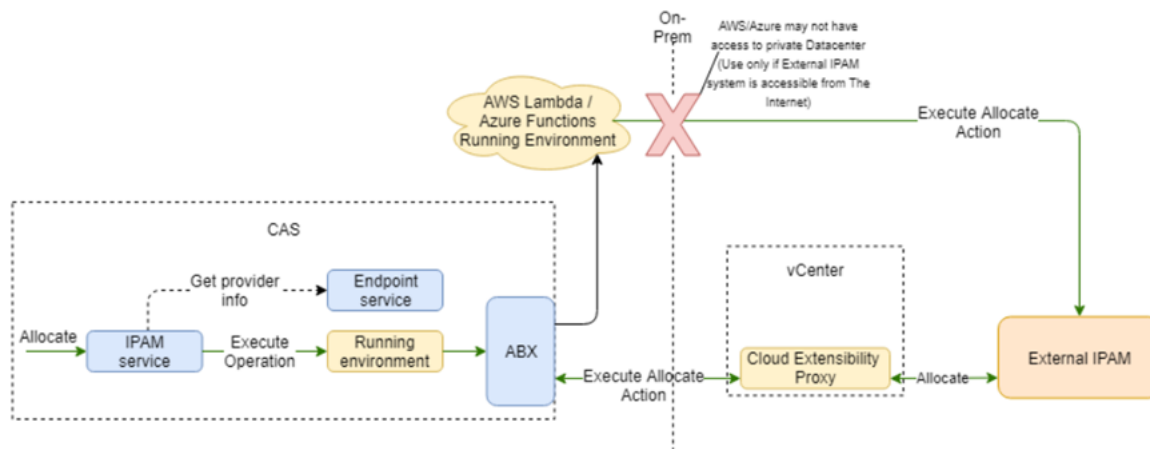 On-
Prem
AWS/Azure may not have
access to private Datacenter
(Use only if External IPAM
system is accessible from The
Internet)
AWS Lambda /
Azure Functions
Running Environment
Execute Allocate
Action
CAS
Get provider
info
Endpoint
service
Allocate
IPAM
service
Execute
Operation
Running
environment
ABX
Execute Allocate
Action
vCenter
Cloud Extensibility
Proxy
Allocate
External IPAM